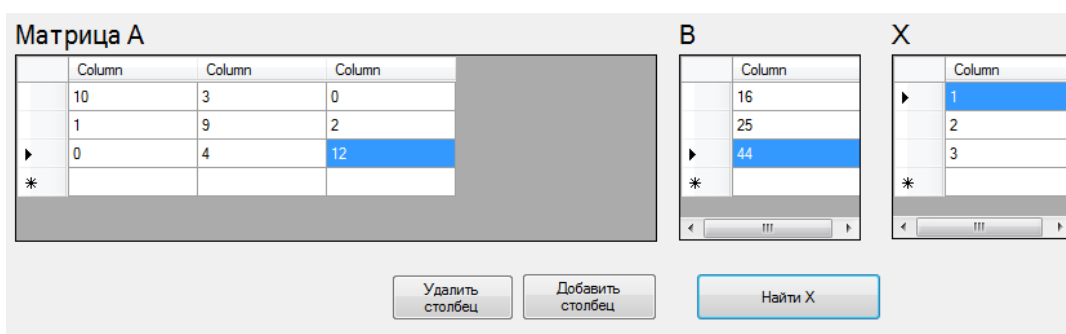 Матрица А
B
X
Column Column Column
Column
Column
10 3 0
16
1
1 9 2
25
2
0 4 12
44
3
Удалить
столбец
Добавить
столбец
Найти X